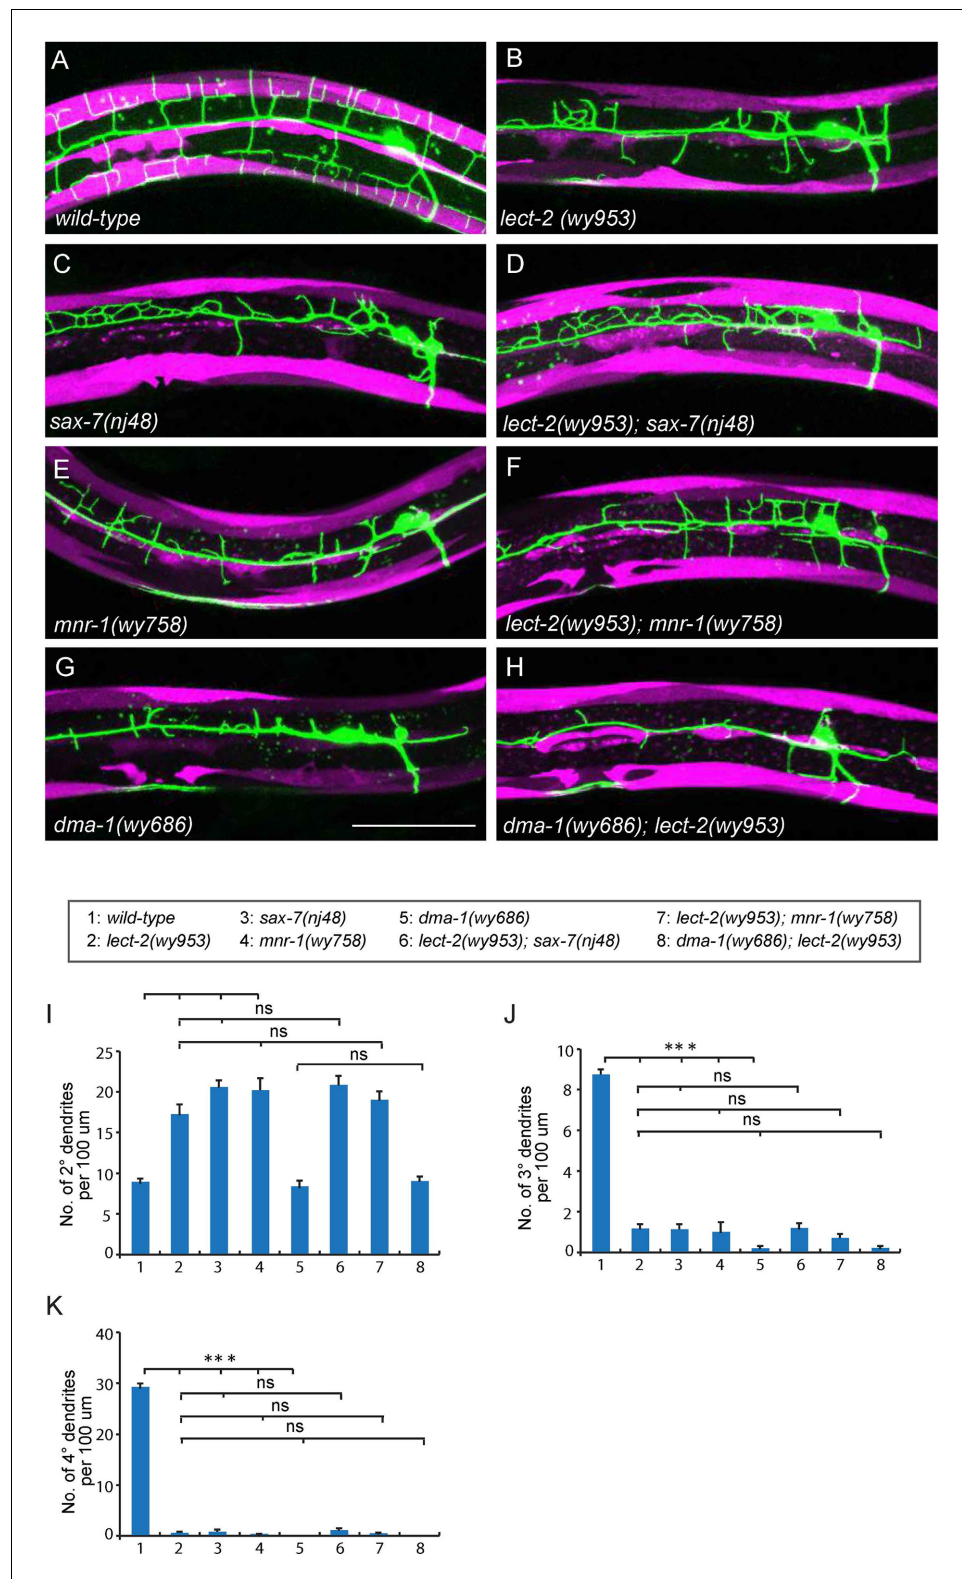 A
wild-type
B
lect-2 (wy953)
C
sax-7(nj48)
D
lect-2(wy953); sax-7(nj48)
E
mnr-1(wy758)
F
lect-2(wy953); mnr-1(wy758)
G
dma-1(wy686)
H
dma-1(wy686); lect-2(wy953)
1: wild-type 3: sax-7(nj48) 5: dma-1(wy686) 7: lect-2(wy953); mnr-1(wy758)
2: lect-2(wy953) 4: mnr-1(wy758) 6: lect-2(wy953); sax-7(nj48) 8: dma-1(wy686); lect-2(wy953)
I
ns
ns
ns
No. of 2° dendrites
per 100 um
25
20
15
10
5
0
1 2 3 4 5 6 7 8
J
***
ns
ns
ns
No. of 3° dendrites
per 100 um
10
8
6
4
2
0
1 2 3 4 5 6 7 8
K
***
ns
ns
ns
No. of 4° dendrites
per 100 um
40
30
20
10
0
1 2 3 4 5 6 7 8